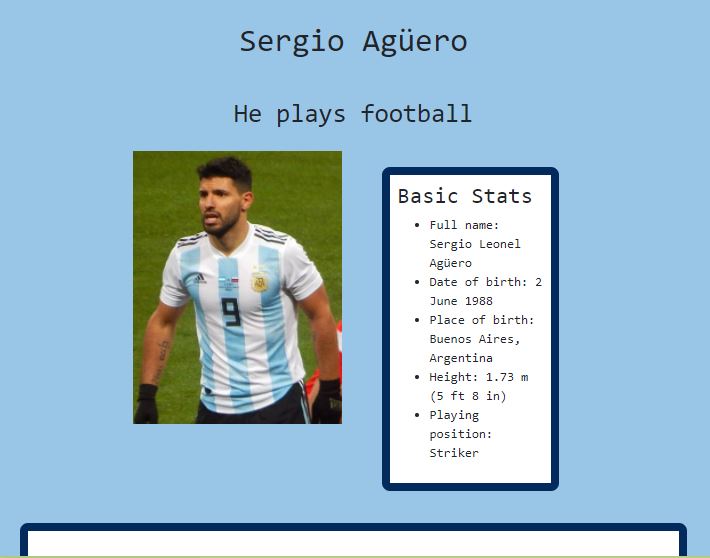 Sergio Agüero
He plays football
9
Basic Stats
Full name:
Sergio Leonel
Agüero
Date of birth: 2
June 1988
Place of birth:
Buenos Aires,
Argentina
Height: 1.73 m
(5 ft 8 in)
Playing
position:
Striker